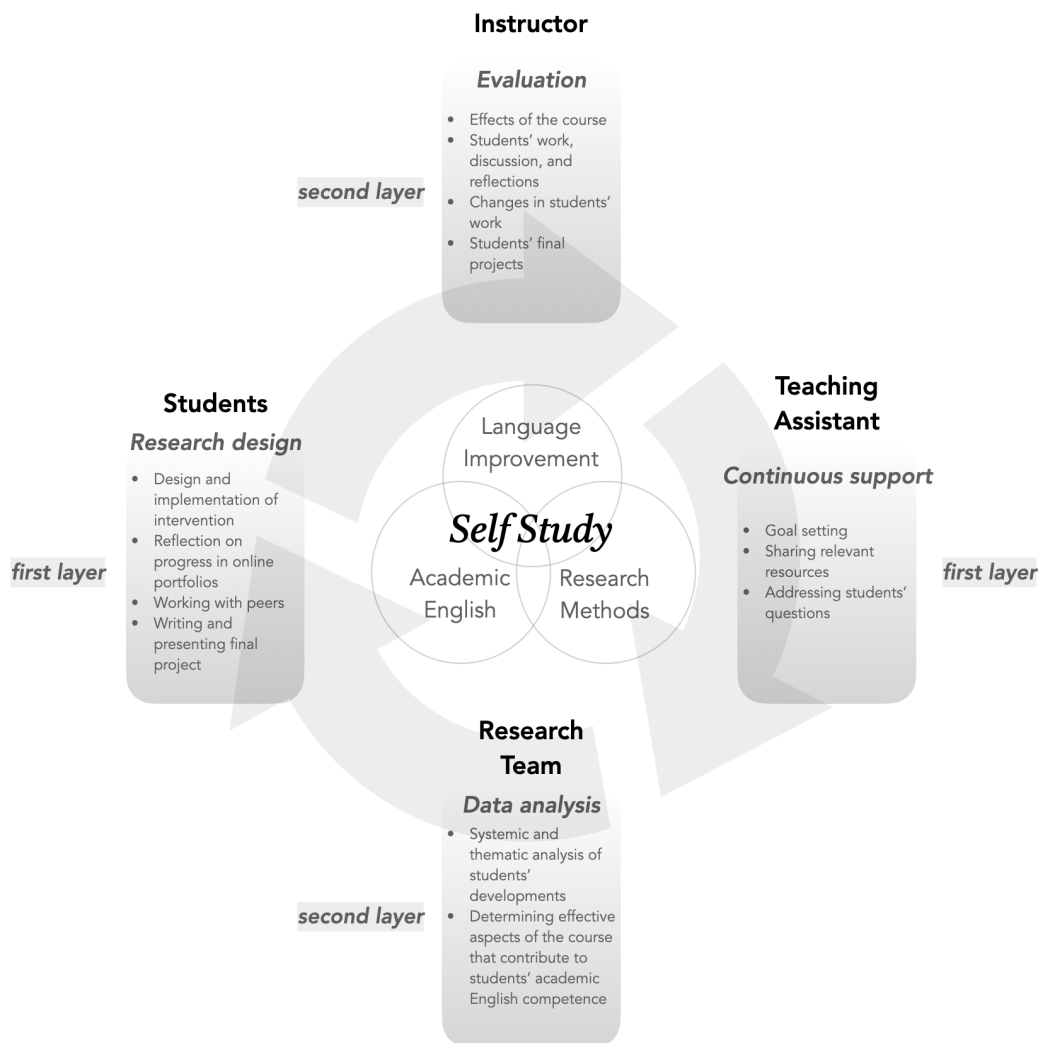 Instructor
Evaluation
• Effects of the course
• Students’ work,
discussion, and
reflections
• Changes in students’
work
• Students’ final
projects
second layer
Students
Research design
• Design and
implementation of
intervention
• Reflection on
progress in online
portfolios
• Working with peers
• Writing and
presenting final
project
first layer
Language
Improvement
Self Study
Academic
English
Research
Methods
Teaching
Assistant
Continuous support
• Goal setting
• Sharing relevant
resources
• Addressing students’
questions
first layer
Research
Team
Data analysis
• Systemic and
thematic analysis of
students’
developments
• Determining effective
aspects of the course
that contribute to
students’ academic
English competence
second layer